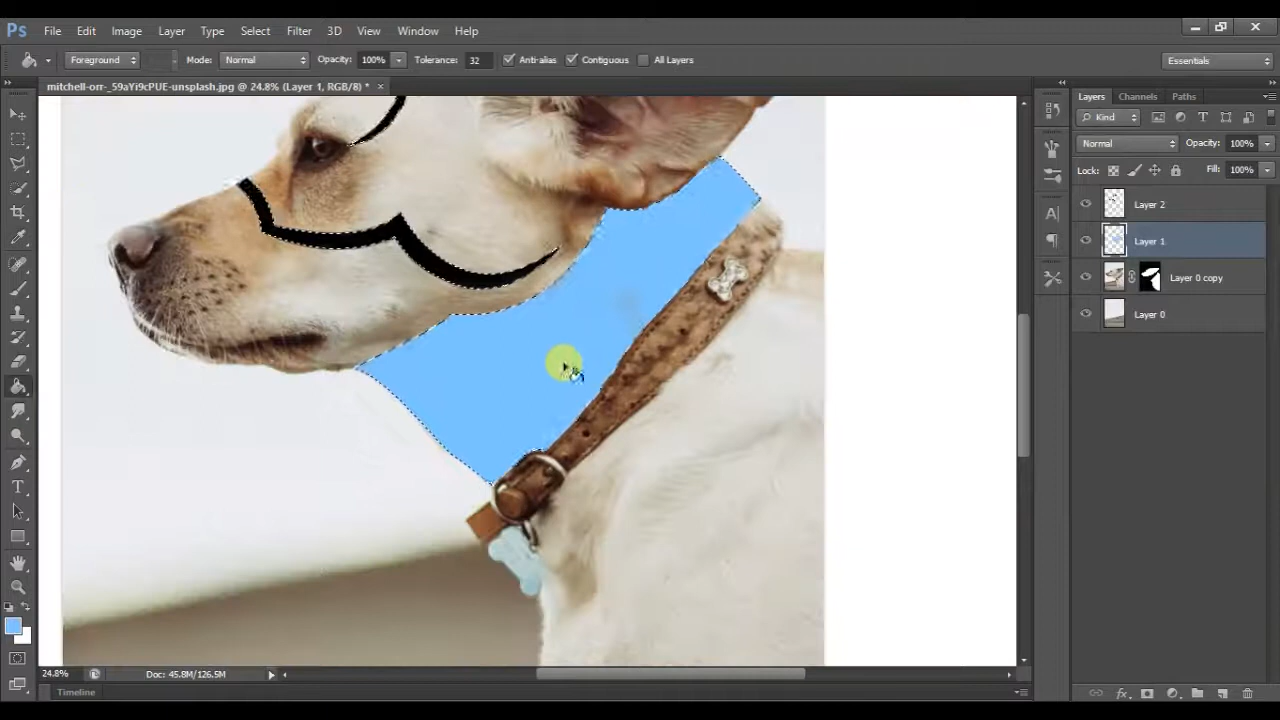 Ps File Edit Image Layer Type Select Filter 3D View Window Help
Foreground Mode: Normal Opacity: 100% Tolerance: 32 Anti-alias Contiguous All Layers Essentials
mitchell-orr-_59aYi9cPUE-unsplash.jpg @ 24.8% (Layer 1, RGB/8) *
Layers Channels Paths
Kind
Normal Opacity: 100%
Lock: Fill: 100%
Layer 2
Layer 1
Layer 0 copy
Layer 0
24.8% Doc: 45.8M/126.5M
Timeline